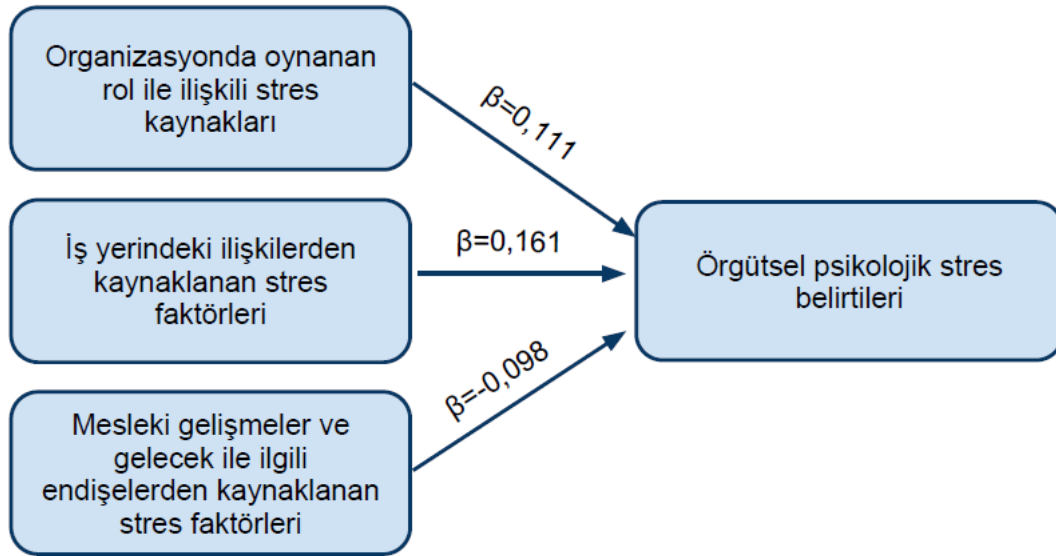 Organizasyonda oynanan
rol ile ilişkili stres
kaynakları
β=0,111
İş yerindeki ilişkilerden
kaynaklanan stres
faktörleri
β=0,161
Örgütsel psikolojik stres
belirtileri
Mesleki gelişmeler ve
gelecek ile ilgili
endişelerden kaynaklanan
stres faktörleri
β=-0,098